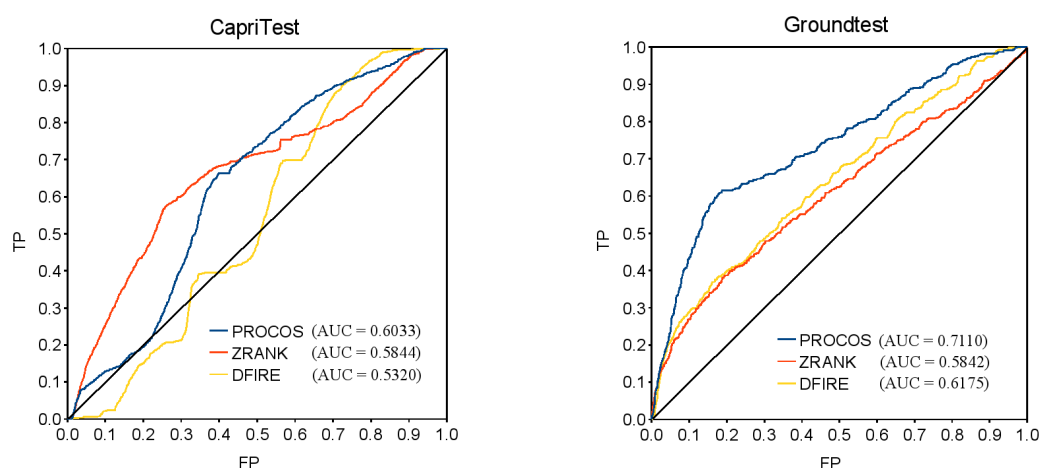 CapriTest
1.0
0.9
0.8
0.7
0.6
0.5
0.4
0.3
0.2
0.1
0.0
TP
PROCOS (AUC = 0.6033)
ZRANK (AUC = 0.5844)
DFIRE (AUC = 0.5320)
0.0 0.1 0.2 0.3 0.4 0.5 0.6 0.7 0.8 0.9 1.0
FP
Groundtest
1.0
0.9
0.8
0.7
0.6
0.5
0.4
0.3
0.2
0.1
0.0
TP
PROCOS (AUC = 0.7110)
ZRANK (AUC = 0.5842)
DFIRE (AUC = 0.6175)
0.0 0.1 0.2 0.3 0.4 0.5 0.6 0.7 0.8 0.9 1.0
FP